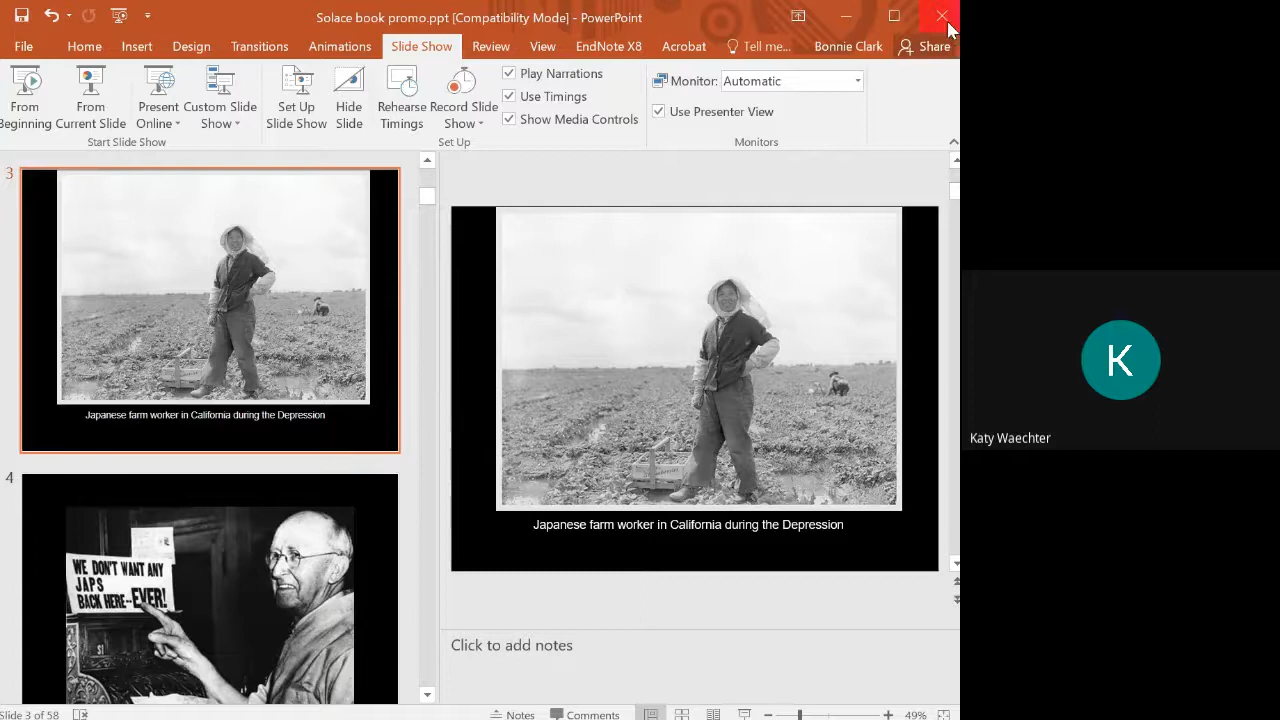 Solace book promo.ppt [Compatibility Mode] - PowerPoint
File Home Insert Design Transitions Animations Slide Show Review View EndNote X8 Acrobat Tell me... Bonnie Clark Share
From Beginning
From Current Slide
Present Online
Custom Slide Show
Set Up Slide Show
Hide Slide
Rehearse Timings
Record Slide Show
Play Narrations
Use Timings
Show Media Controls
Monitor: Automatic
Use Presenter View
Start Slide Show
Set Up
Monitors
3
Japanese farm worker in California during the Depression
4
WE DON'T WANT ANY
JAPS
BACK HERE--EVER!
Japanese farm worker in California during the Depression
Click to add notes
K
Katy Waechter
Slide 3 of 58
Notes
Comments
49%